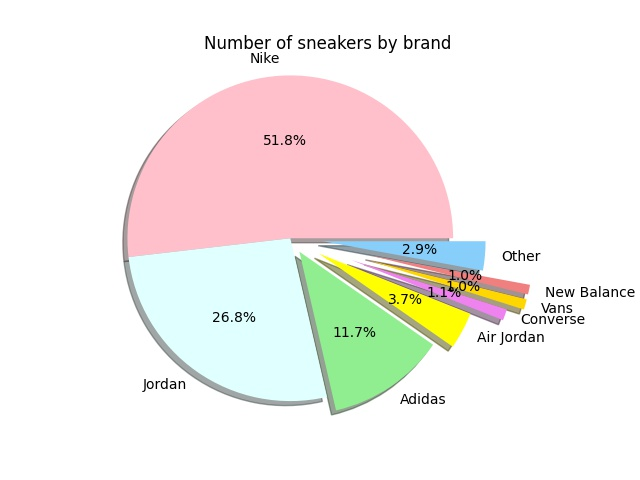 Number of sneakers by brand
Nike
51.8%
2.9%
Other
1.0%
New Balance
1.0%
Vans
1.1%
Converse
3.7%
Air Jordan
26.8%
11.7%
Jordan
Adidas